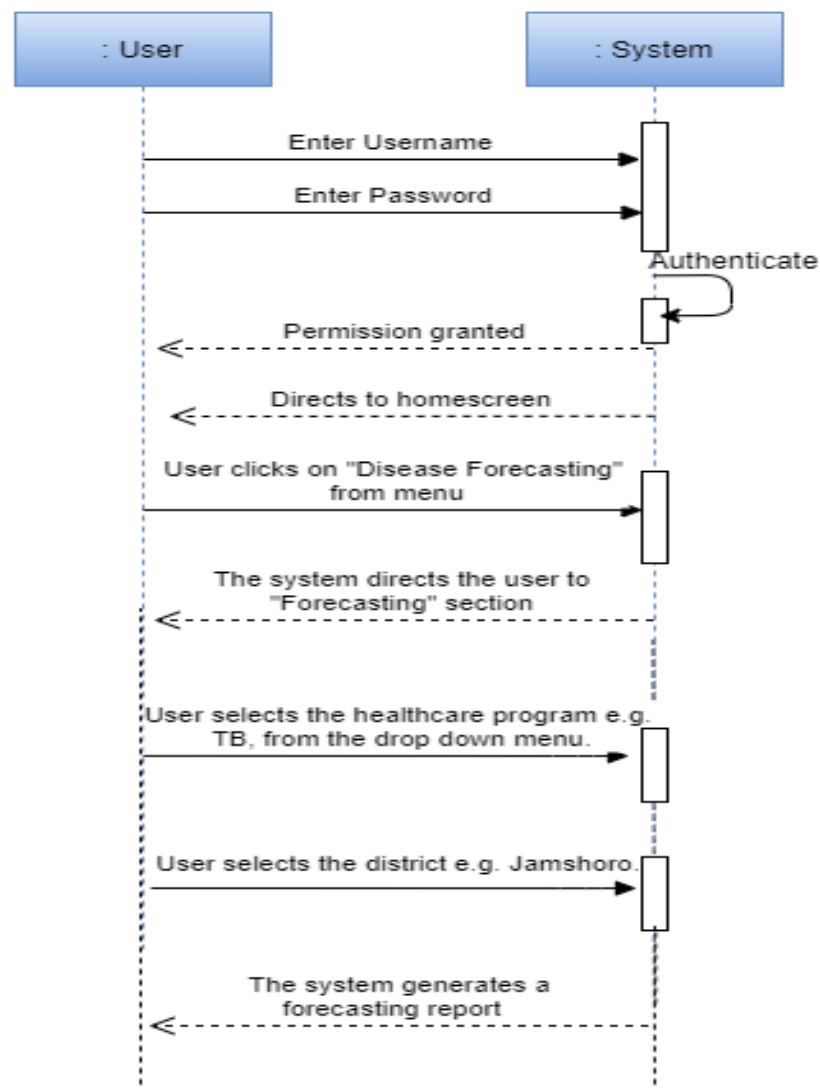 : User
: System
Enter Username
Enter Password
Authenticate
Permission granted
Directs to homescreen
User clicks on "Disease Forecasting"
from menu
The system directs the user to
"Forecasting" section
User selects the healthcare program e.g.
TB, from the drop down menu.
User selects the district e.g. Jamshoro.
The system generates a
forecasting report